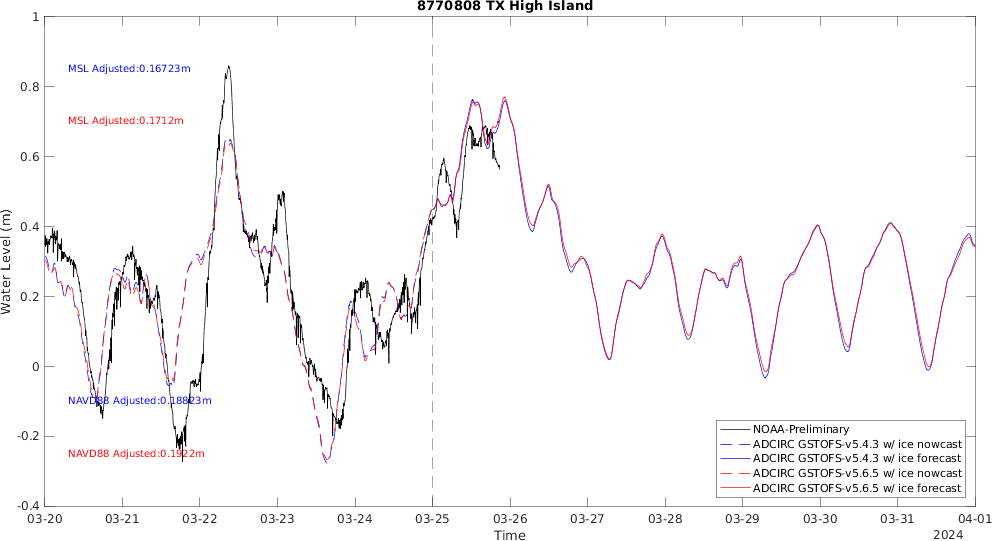 8770808 TX High Island
1
0.8
0.6
0.4
0.2
0
-0.2
-0.4
Water Level (m)
MSL Adjusted:0.16723m
MSL Adjusted:0.1712m
NAVD88 Adjusted:0.18823m
NAVD88 Adjusted:0.1922m
NOAA-Preliminary
ADCIRC GSTOFS-v5.4.3 w/ ice nowcast
ADCIRC GSTOFS-v5.4.3 w/ ice forecast
ADCIRC GSTOFS-v5.6.5 w/ ice nowcast
ADCIRC GSTOFS-v5.6.5 w/ ice forecast
03-20 03-21 03-22 03-23 03-24 03-25 03-26 03-27 03-28 03-29 03-30 03-31 04-01
Time
2024